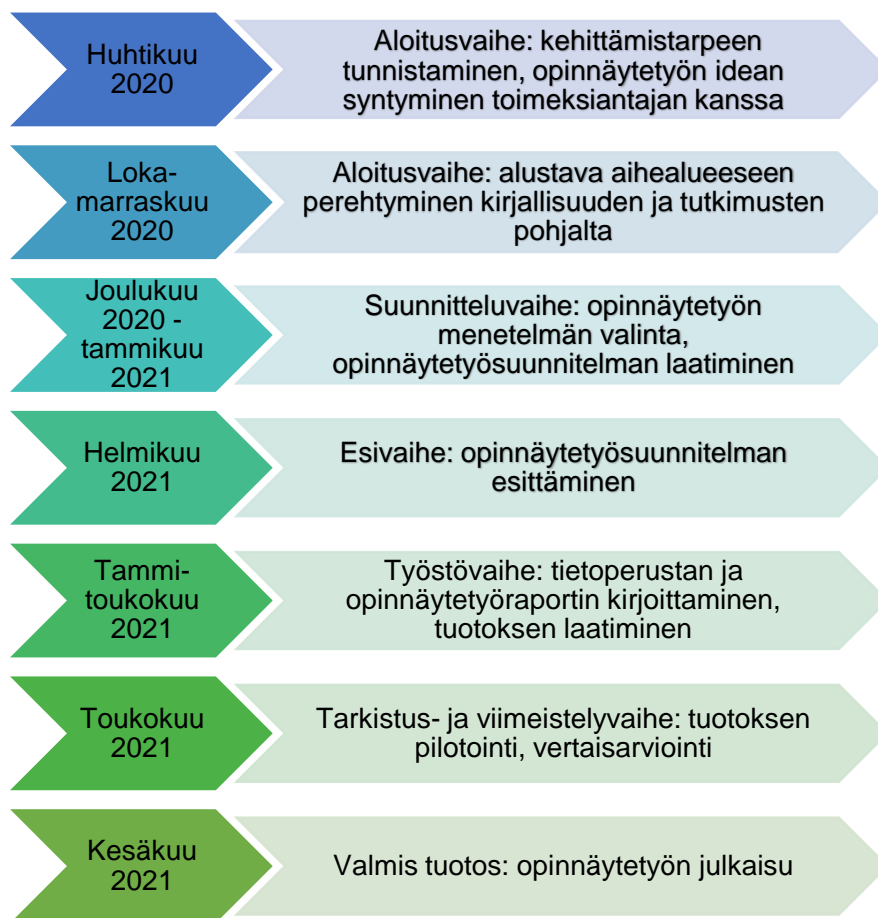 Huhtikuu
2020
Aloitusvaihe: kehittämistarpeen
tunnistaminen, opinnäytetyön idean
syntyminen toimeksiantajan kanssa
Loka-
marraskuu
2020
Aloitusvaihe: alustava aihealueeseen
perehtyminen kirjallisuuden ja tutkimusten
pohjalta
Joulukuu
2020 -
tammikuu
2021
Suunnitteluvaihe: opinnäytetyön
menetelmän valinta,
opinnäytetyösuunnitelman laatiminen
Helmikuu
2021
Esivaihe: opinnäytetyösuunnitelman
esittäminen
Tammi-
toukokuu
2021
Työstövaihe: tietoperustan ja
opinnäytetyöraportin kirjoittaminen,
tuotoksen laatiminen
Toukokuu
2021
Tarkistus- ja viimeistelyvaihe: tuotoksen
pilotointi, vertaisarviointi
Kesäkuu
2021
Valmis tuotos: opinnäytetyön julkaisu